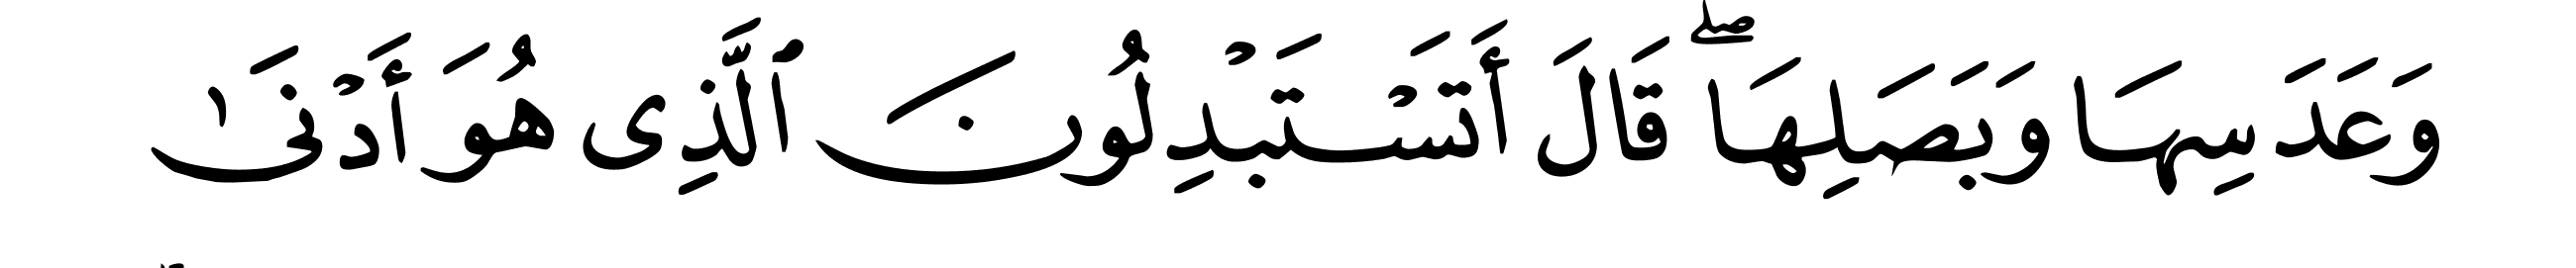 وَعَدَسِهَا وَبَصَلِهَاۖ قَالَ أَتَسۡتَبۡدِلُونَ ٱلَّذِى هُوَ أَدۡنَىٰ